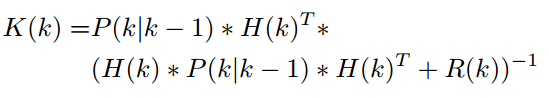 K(k) =P(k|k − 1) ∗ H(k)ᵀ∗
(H(k) ∗ P(k|k − 1) ∗ H(k)ᵀ + R(k))⁻¹